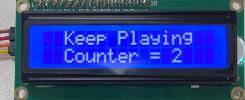 Keep Playing
Counter = 2